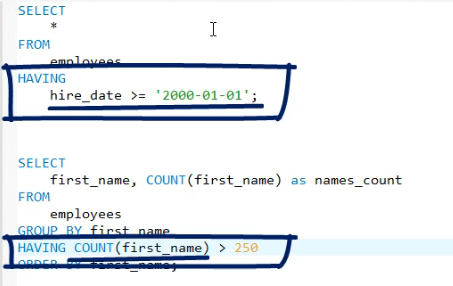 SELECT
*
FROM
employees
HAVING
hire_date >= '2000-01-01';
SELECT
first_name, COUNT(first_name) as names_count
FROM
employees
GROUP BY first_name
HAVING COUNT(first_name) > 250
ORDER BY first_name;